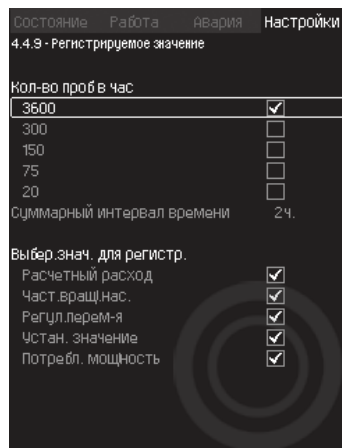 Состояние Работа Авария Настройки
4.4.9 - Регистрируемое значение
Кол-во проб в час
3600
300
150
75
20
Суммарный интервал времени 2ч.
Выбер.знач. для регистр.
Расчетный расход
Част.вращ.нас.
Регул.перем-я
Устан. значение
Потребл. мощность